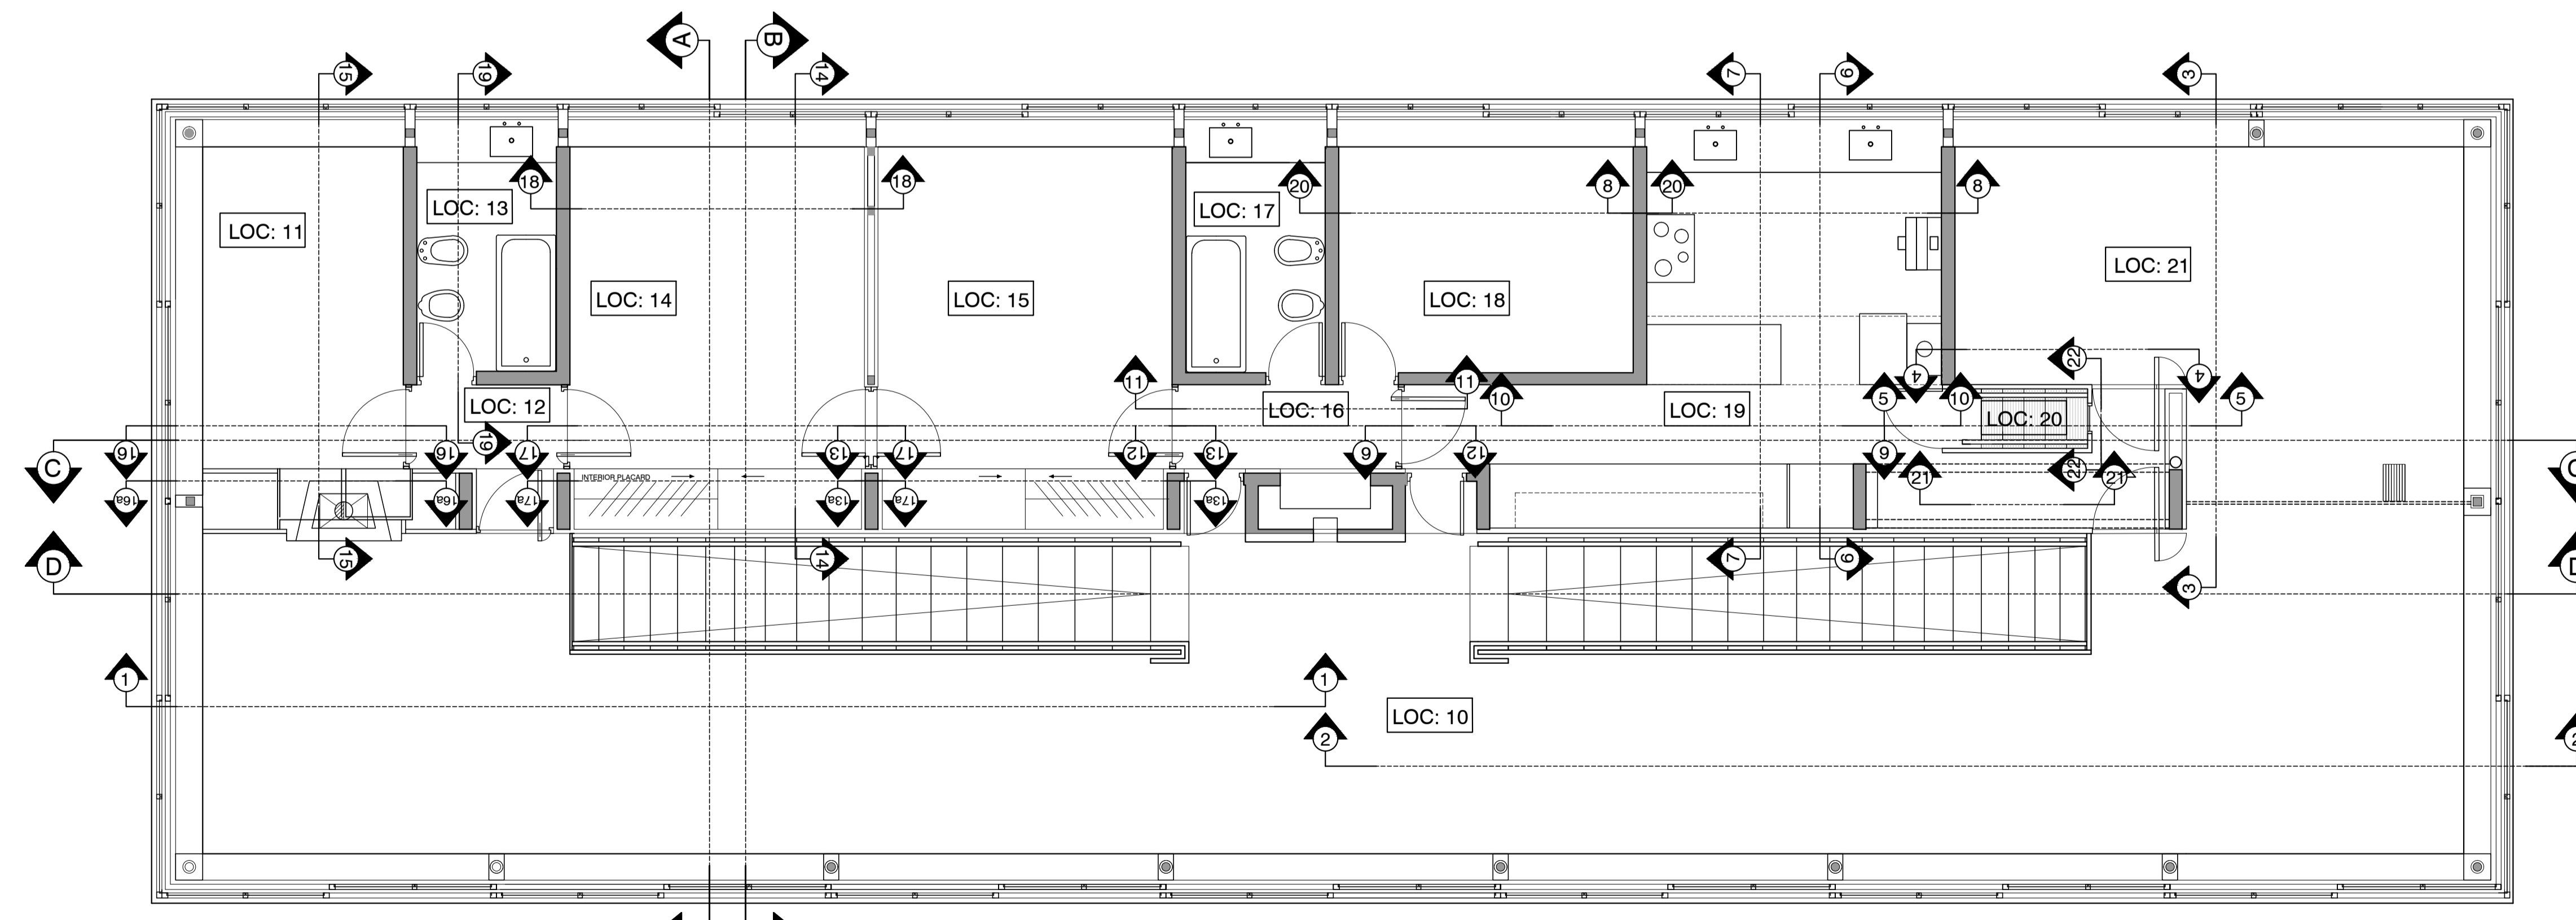 A B
15 19 14 7 9 3
18 18 20 8 20 8
LOC: 13
LOC: 17
LOC: 11
LOC: 21
LOC: 14
LOC: 15
LOC: 18
22
11 11 4 4
10 5 10 5
LOC: 12
LOC: 16
LOC: 19
LOC: 20
19
16 16 17 13 17 12 13 6 12 6
C C
22
21 21
INTERIOR PLACARD
16a 16a 17a 13a 17a 13a
15 14 7 9
D D
3
1 1
LOC: 10
2 2